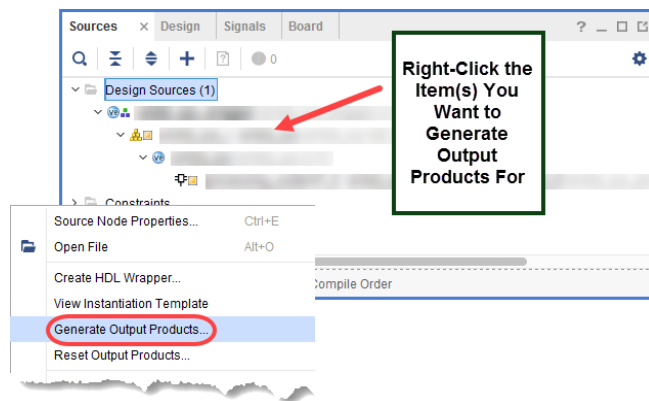 Sources × Design Signals Board ? _
0
Design Sources (1)
Constraints
Right-Click the
Item(s) You
Want to
Generate
Output
Products For
Compile Order
Source Node Properties... Ctrl+E
Open File Alt+O
Create HDL Wrapper...
View Instantiation Template
Generate Output Products...
Reset Output Products...